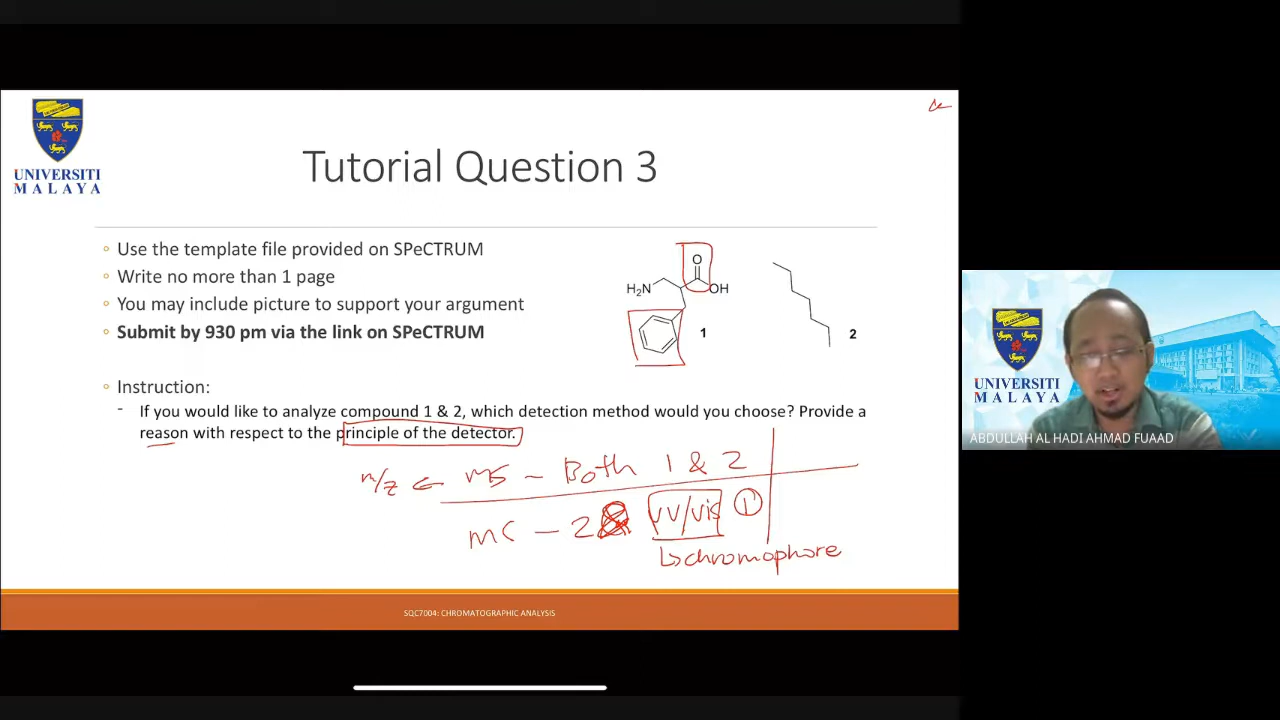 UNIVERSITI
MALAYA
Tutorial Question 3
Use the template file provided on SPeCTRUM
Write no more than 1 page
You may include picture to support your argument
Submit by 930 pm via the link on SPeCTRUM
H₂N
O
OH
1
2
Instruction:
- If you would like to analyze compound 1 & 2, which detection method would you choose? Provide a
reason with respect to the principle of the detector.
m/z ← MS – Both 1 & 2
MS – 2 UV/Vis 1
↳ chromophore
SQC7004: CHROMATOGRAPHIC ANALYSIS
UNIVERSITI
MALAYA
ABDULLAH AL HADI AHMAD FUAAD